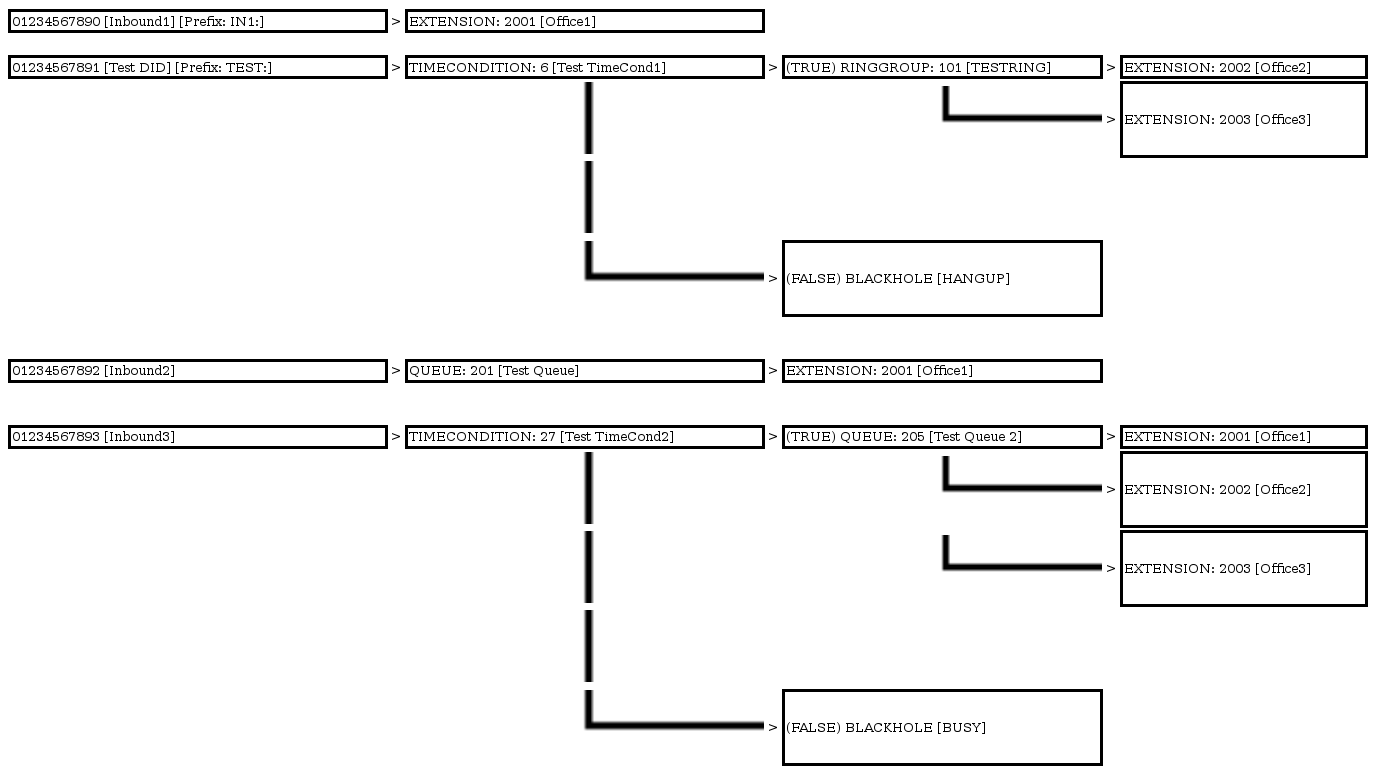 01234567890 [Inbound1] [Prefix: IN1:] > EXTENSION: 2001 [Office1]
01234567891 [Test DID] [Prefix: TEST:] > TIMECONDITION: 6 [Test TimeCond1] > (TRUE) RINGGROUP: 101 [TESTRING] > EXTENSION: 2002 [Office2]
> EXTENSION: 2003 [Office3]
> (FALSE) BLACKHOLE [HANGUP]
01234567892 [Inbound2] > QUEUE: 201 [Test Queue] > EXTENSION: 2001 [Office1]
01234567893 [Inbound3] > TIMECONDITION: 27 [Test TimeCond2] > (TRUE) QUEUE: 205 [Test Queue 2] > EXTENSION: 2001 [Office1]
> EXTENSION: 2002 [Office2]
> EXTENSION: 2003 [Office3]
> (FALSE) BLACKHOLE [BUSY]